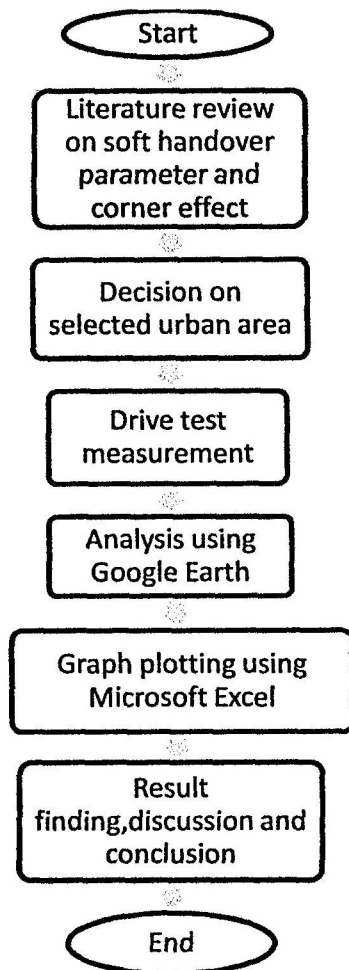 Start
Literature review
on soft handover
parameter and
corner effect
Decision on
selected urban area
Drive test
measurement
Analysis using
Google Earth
Graph plotting using
Microsoft Excel
Result
finding,discussion and
conclusion
End